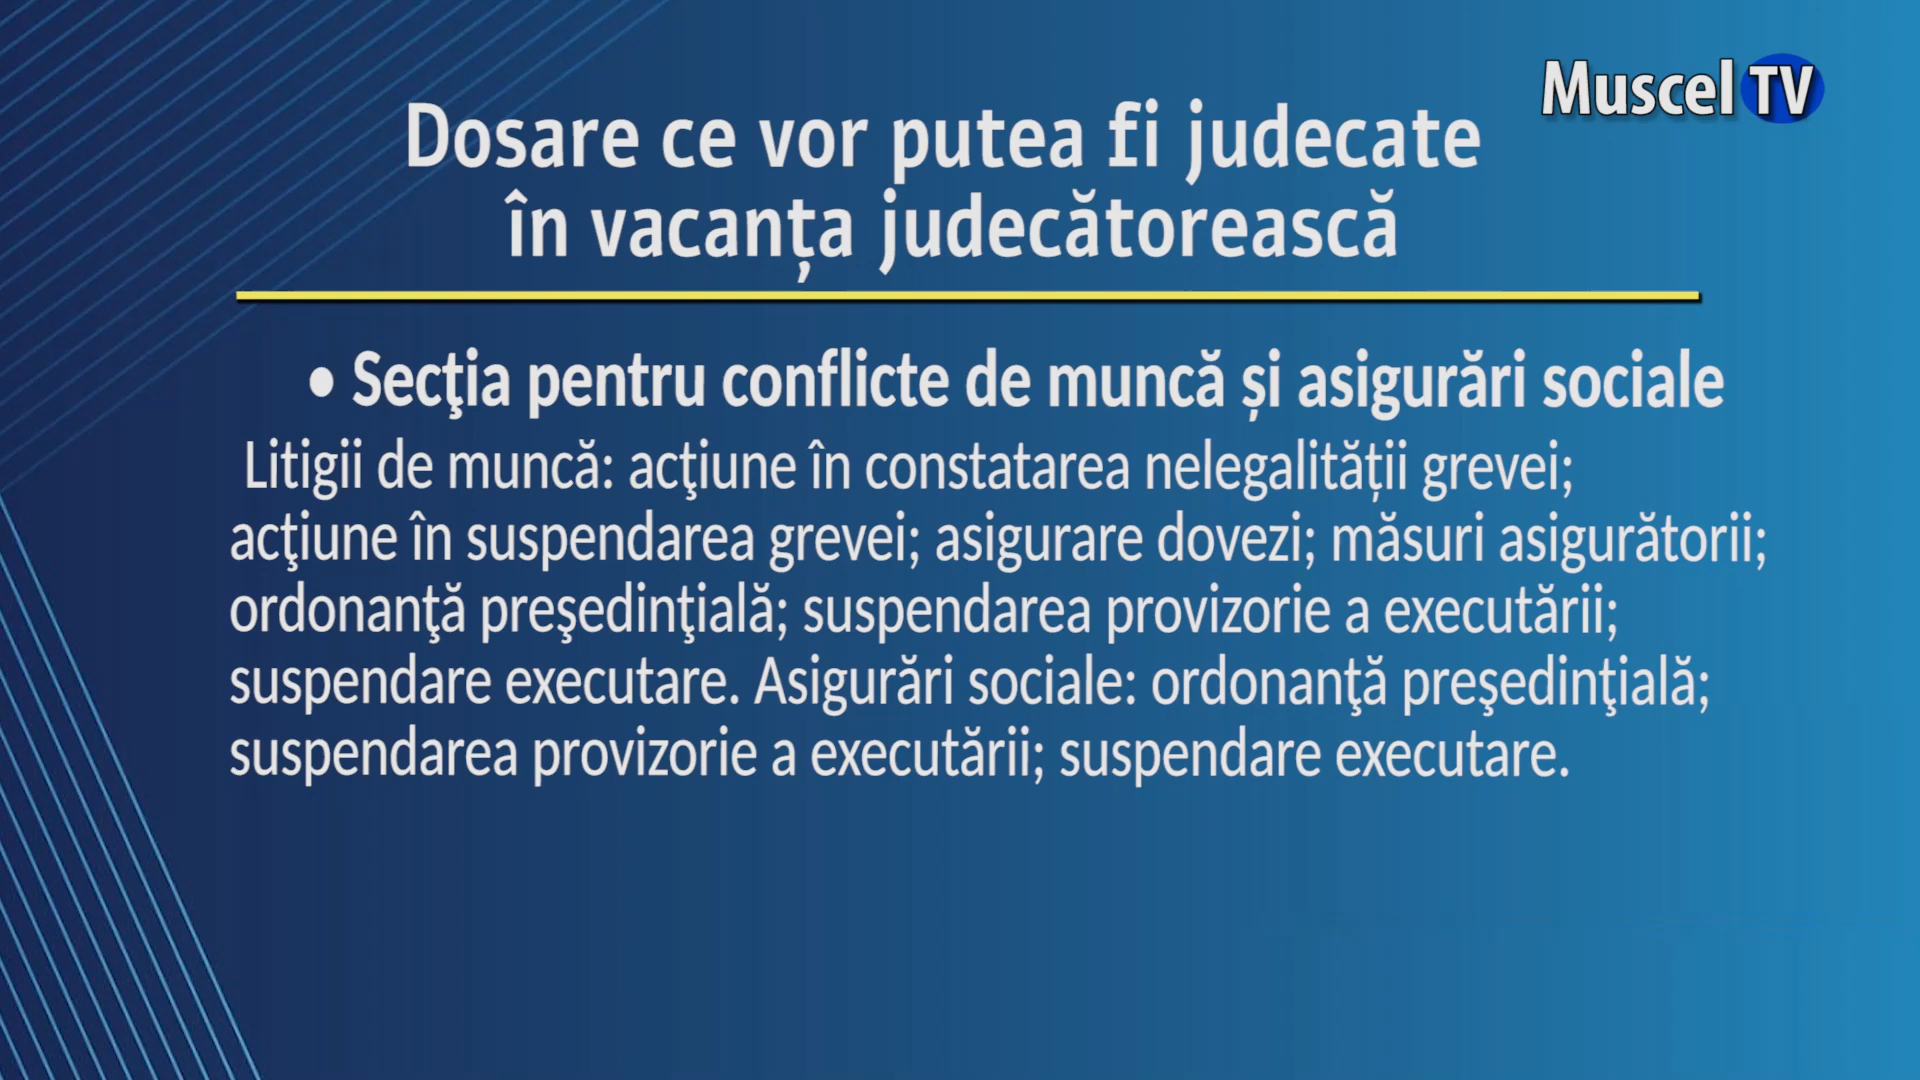 Muscel TV
Dosare ce vor putea fi judecate
în vacanța judecătorească
• Secţia pentru conflicte de muncă și asigurări sociale
Litigii de muncă: acţiune în constatarea nelegalității grevei;
acţiune în suspendarea grevei; asigurare dovezi; măsuri asigurătorii;
ordonanţă preşedinţială; suspendarea provizorie a executării;
suspendare executare. Asigurări sociale: ordonanţă preşedinţială;
suspendarea provizorie a executării; suspendare executare.